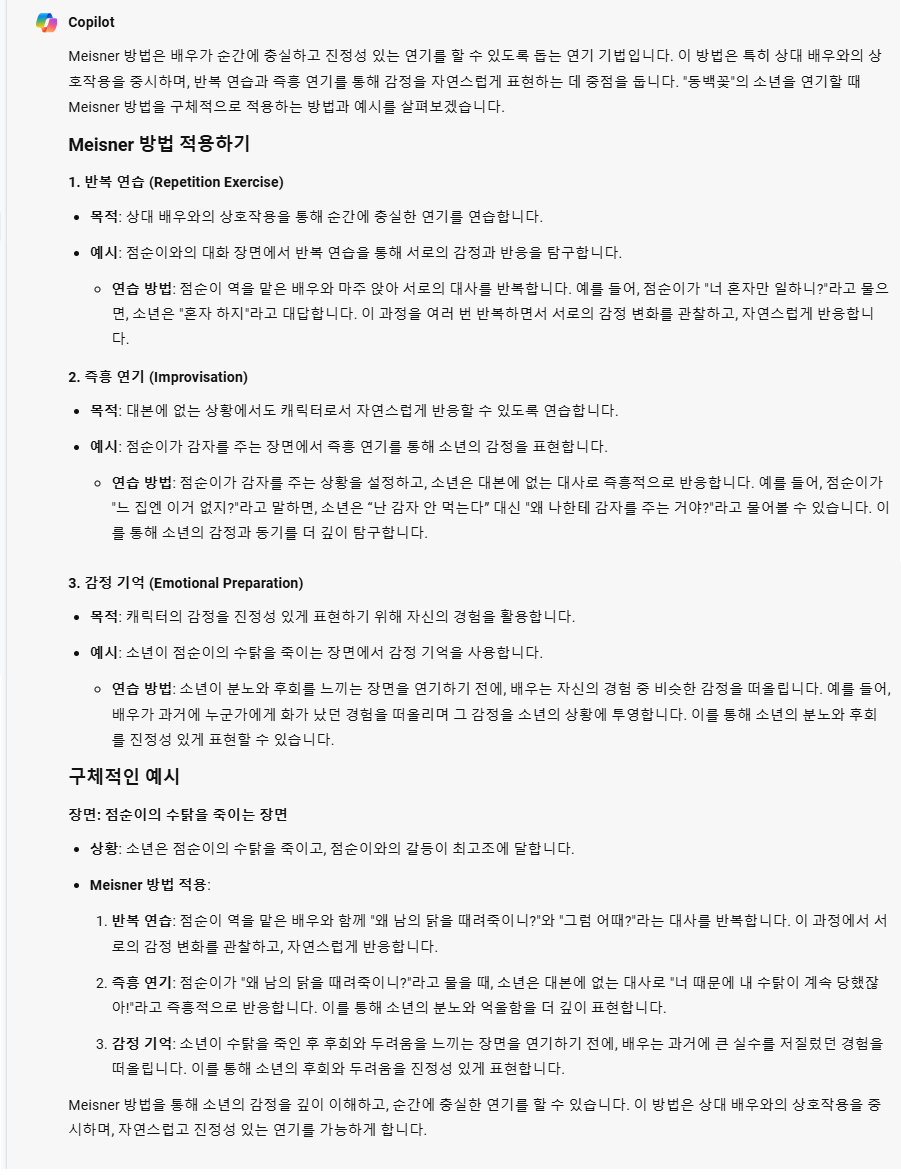 Copilot
Meisner 방법은 배우가 순간에 충실하고 진정성 있는 연기를 할 수 있도록 돕는 연기 기법입니다. 이 방법은 특히 상대 배우와의 상
호작용을 중시하며, 반복 연습과 즉흥 연기를 통해 감정을 자연스럽게 표현하는 데 중점을 둡니다. "동백꽃"의 소년을 연기할 때
Meisner 방법을 구체적으로 적용하는 방법과 예시를 살펴보겠습니다.
Meisner 방법 적용하기
1. 반복 연습 (Repetition Exercise)
• 목적: 상대 배우와의 상호작용을 통해 순간에 충실한 연기를 연습합니다.
• 예시: 점순이와의 대화 장면에서 반복 연습을 통해 서로의 감정과 반응을 탐구합니다.
◦ 연습 방법: 점순이 역을 맡은 배우와 마주 앉아 서로의 대사를 반복합니다. 예를 들어, 점순이가 "너 혼자만 일하니?"라고 물으
면, 소년은 "혼자 하지"라고 대답합니다. 이 과정을 여러 번 반복하면서 서로의 감정 변화를 관찰하고, 자연스럽게 반응합니
다.
2. 즉흥 연기 (Improvisation)
• 목적: 대본에 없는 상황에서도 캐릭터로서 자연스럽게 반응할 수 있도록 연습합니다.
• 예시: 점순이가 감자를 주는 장면에서 즉흥 연기를 통해 소년의 감정을 표현합니다.
◦ 연습 방법: 점순이가 감자를 주는 상황을 설정하고, 소년은 대본에 없는 대사로 즉흥적으로 반응합니다. 예를 들어, 점순이가
"느 집엔 이거 없지?"라고 말하면, 소년은 “난 감자 안 먹는다” 대신 "왜 나한테 감자를 주는 거야?"라고 물어볼 수 있습니다. 이
를 통해 소년의 감정과 동기를 더 깊이 탐구합니다.
3. 감정 기억 (Emotional Preparation)
• 목적: 캐릭터의 감정을 진정성 있게 표현하기 위해 자신의 경험을 활용합니다.
• 예시: 소년이 점순이의 수탉을 죽이는 장면에서 감정 기억을 사용합니다.
◦ 연습 방법: 소년이 분노와 후회를 느끼는 장면을 연기하기 전에, 배우는 자신의 경험 중 비슷한 감정을 떠올립니다. 예를 들어,
배우가 과거에 누군가에게 화가 났던 경험을 떠올리며 그 감정을 소년의 상황에 투영합니다. 이를 통해 소년의 분노와 후회
를 진정성 있게 표현할 수 있습니다.
구체적인 예시
장면: 점순이의 수탉을 죽이는 장면
• 상황: 소년은 점순이의 수탉을 죽이고, 점순이와의 갈등이 최고조에 달합니다.
• Meisner 방법 적용:
1. 반복 연습: 점순이 역을 맡은 배우와 함께 "왜 남의 닭을 때려죽이니?"와 "그럼 어때?"라는 대사를 반복합니다. 이 과정에서 서
로의 감정 변화를 관찰하고, 자연스럽게 반응합니다.
2. 즉흥 연기: 점순이가 "왜 남의 닭을 때려죽이니?"라고 물을 때, 소년은 대본에 없는 대사로 "너 때문에 내 수탉이 계속 당했잖
아!"라고 즉흥적으로 반응합니다. 이를 통해 소년의 분노와 억울함을 더 깊이 표현합니다.
3. 감정 기억: 소년이 수탉을 죽인 후 후회와 두려움을 느끼는 장면을 연기하기 전에, 배우는 과거에 큰 실수를 저질렀던 경험을
떠올립니다. 이를 통해 소년의 후회와 두려움을 진정성 있게 표현합니다.
Meisner 방법을 통해 소년의 감정을 깊이 이해하고, 순간에 충실한 연기를 할 수 있습니다. 이 방법은 상대 배우와의 상호작용을 중
시하며, 자연스럽고 진정성 있는 연기를 가능하게 합니다.